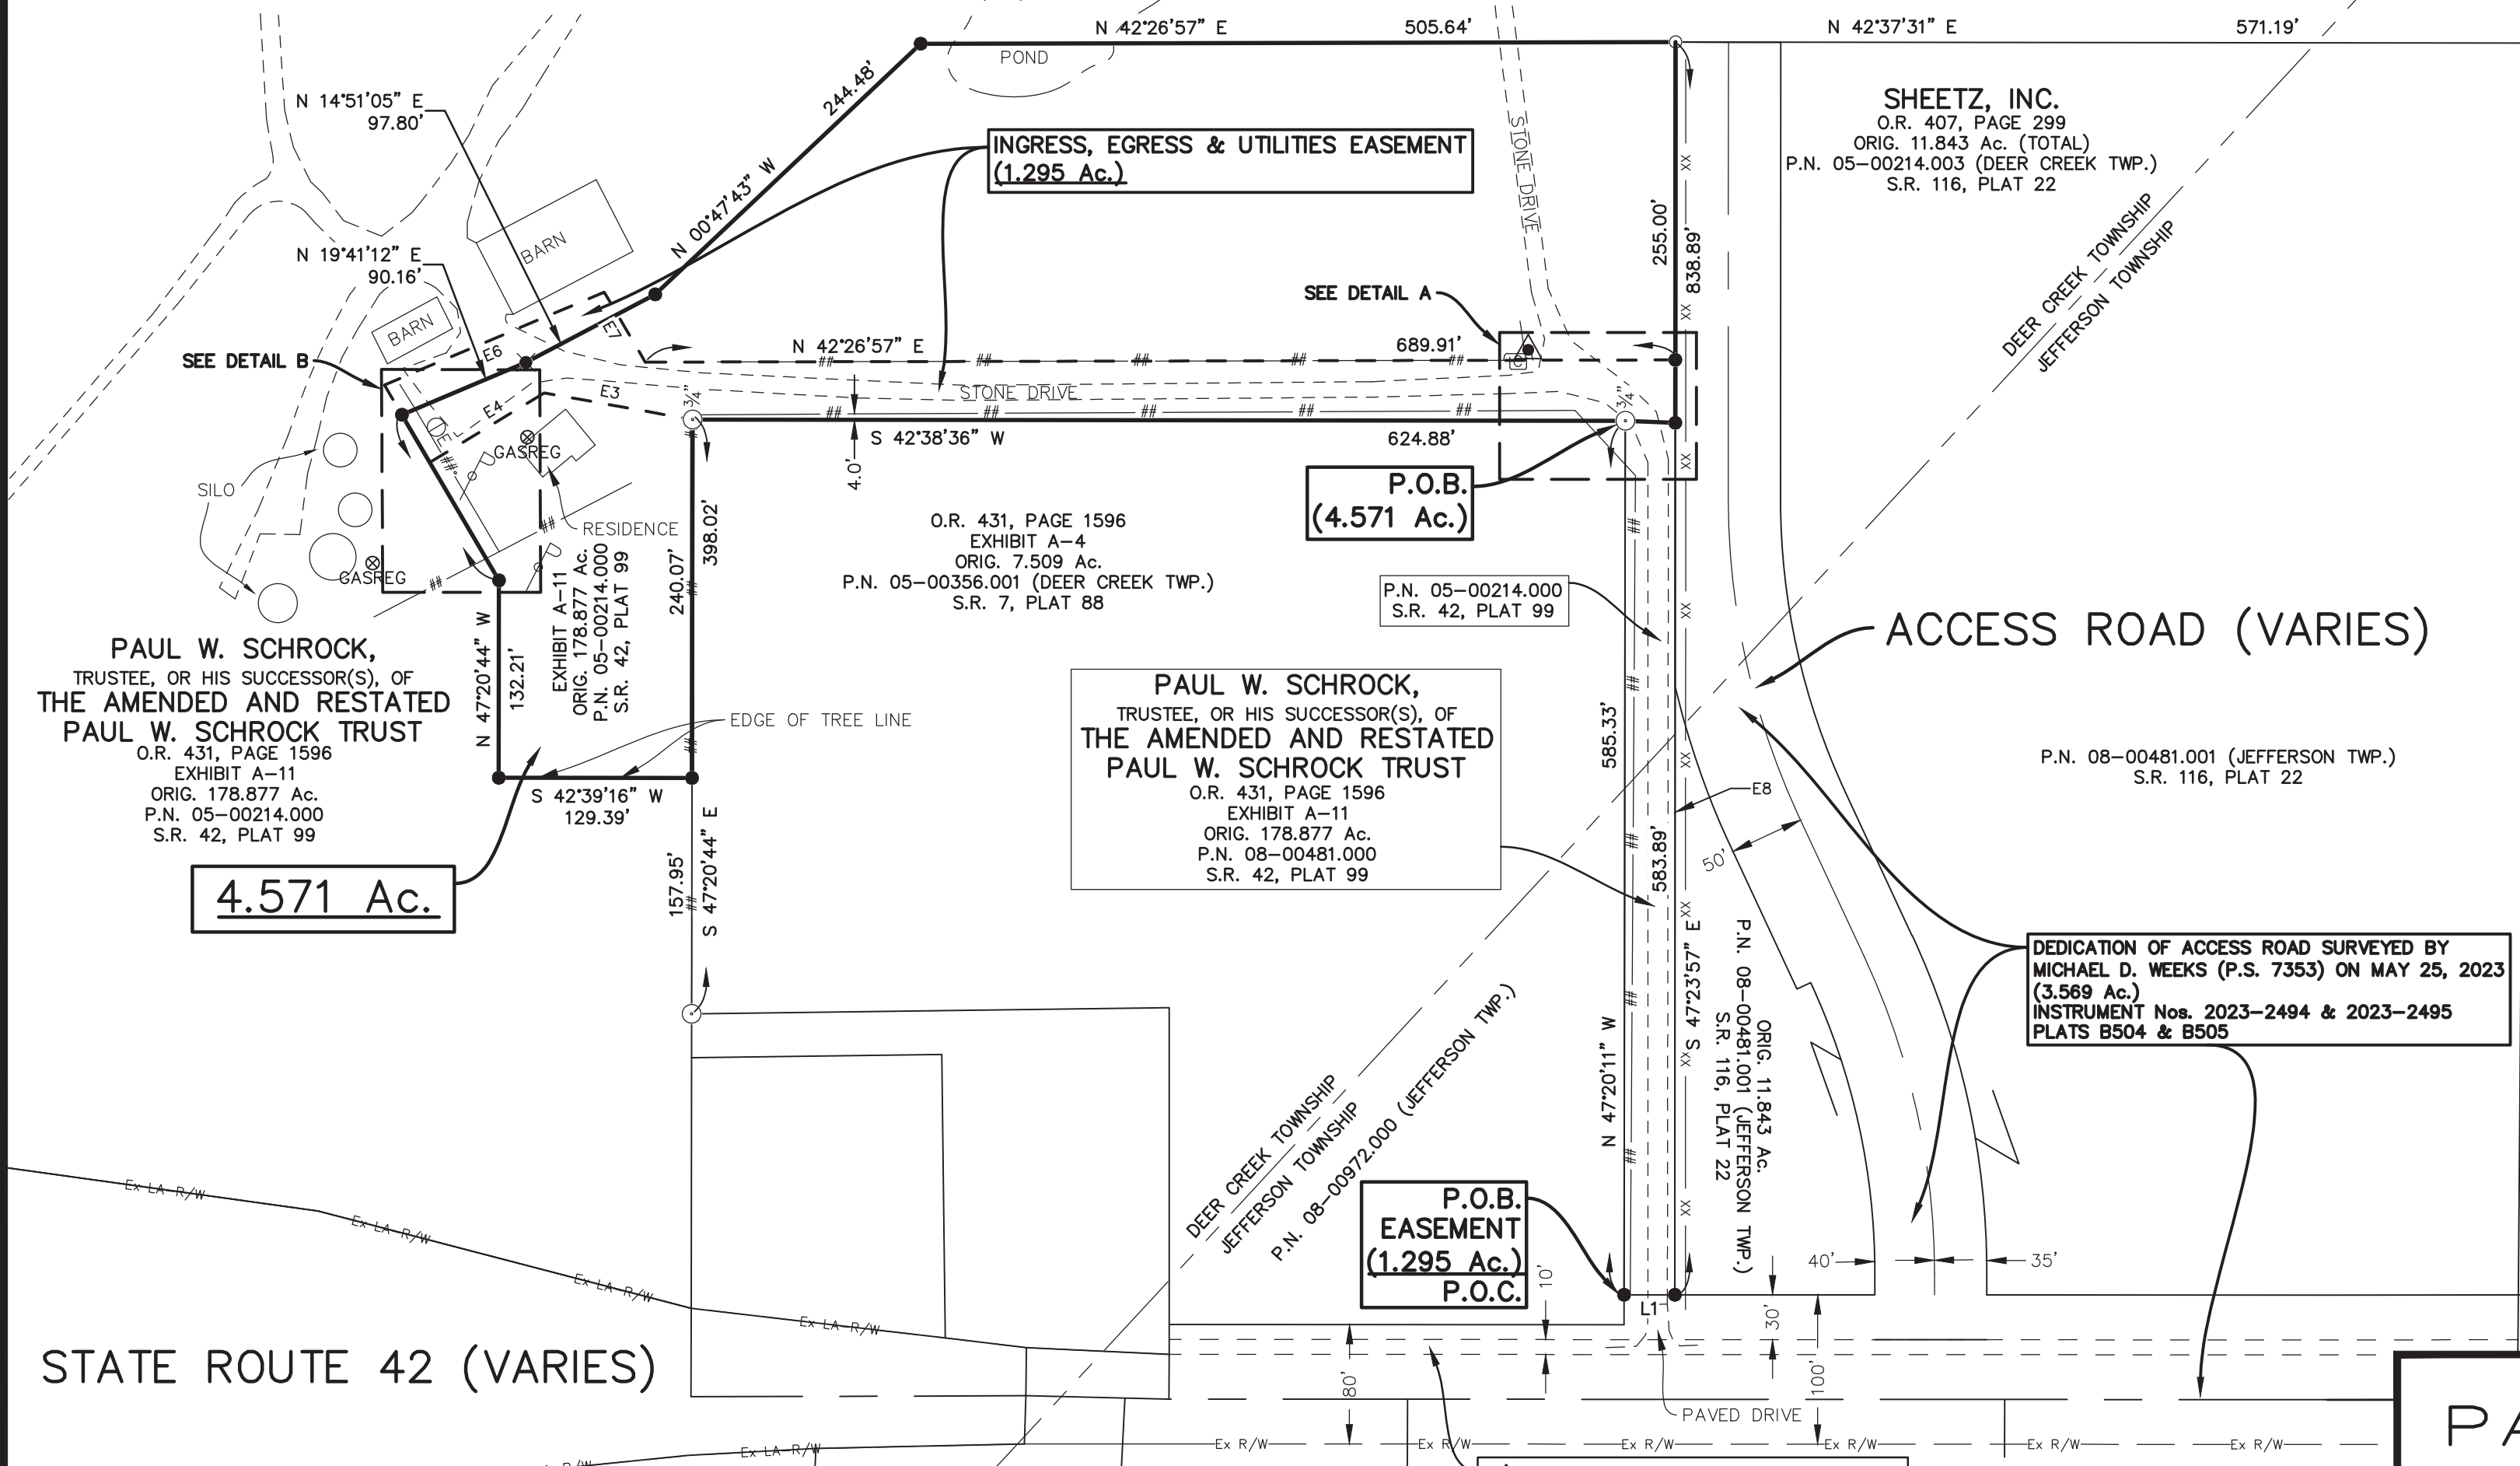 N 42°26'57" E
505.64'
N 42°37'31" E
571.19'
POND
244.48'
N 00°47'43" W
N 14°51'05" E
97.80'
N 19°41'12" E
90.16'
BARN
BARN
INGRESS, EGRESS & UTILITIES EASEMENT
(1.295 Ac.)
STONE DRIVE
255.00'
838.89'
SHEETZ, INC.
O.R. 407, PAGE 299
ORIG. 11.843 Ac. (TOTAL)
P.N. 05-00214.003 (DEER CREEK TWP.)
S.R. 116, PLAT 22
DEER CREEK TOWNSHIP
JEFFERSON TOWNSHIP
SEE DETAIL A
SEE DETAIL B
E6
E7
E4
E3
N 42°26'57" E
689.91'
STONE DRIVE
3/4"
3/4"
S 42°38'36" W
624.88'
4.0'
GASREG
GASREG
SILO
RESIDENCE
P.O.B.
(4.571 Ac.)
398.02'
240.07'
O.R. 431, PAGE 1596
EXHIBIT A-4
ORIG. 7.509 Ac.
P.N. 05-00356.001 (DEER CREEK TWP.)
S.R. 7, PLAT 88
P.N. 05-00214.000
S.R. 42, PLAT 99
ACCESS ROAD (VARIES)
EXHIBIT A-11
ORIG. 178.877 Ac.
P.N. 05-00214.000
S.R. 42, PLAT 99
N 47°20'44" W
132.21'
PAUL W. SCHROCK,
TRUSTEE, OR HIS SUCCESSOR(S), OF
THE AMENDED AND RESTATED
PAUL W. SCHROCK TRUST
O.R. 431, PAGE 1596
EXHIBIT A-11
ORIG. 178.877 Ac.
P.N. 05-00214.000
S.R. 42, PLAT 99
EDGE OF TREE LINE
S 42°39'16" W
129.39'
4.571 Ac.
157.95'
S 47°20'44" E
PAUL W. SCHROCK,
TRUSTEE, OR HIS SUCCESSOR(S), OF
THE AMENDED AND RESTATED
PAUL W. SCHROCK TRUST
O.R. 431, PAGE 1596
EXHIBIT A-11
ORIG. 178.877 Ac.
P.N. 08-00481.000
S.R. 42, PLAT 99
585.33'
583.89'
E8
50'
P.N. 08-00481.001 (JEFFERSON TWP.)
S.R. 116, PLAT 22
N 47°20'11" W
S 47°23'57" E
ORIG. 11.843 Ac.
P.N. 08-00481.001 (JEFFERSON TWP.)
S.R. 116, PLAT 22
DEDICATION OF ACCESS ROAD SURVEYED BY
MICHAEL D. WEEKS (P.S. 7353) ON MAY 25, 2023
(3.569 Ac.)
INSTRUMENT Nos. 2023-2494 & 2023-2495
PLATS B504 & B505
DEER CREEK TOWNSHIP
JEFFERSON TOWNSHIP
P.N. 08-00972.000 (JEFFERSON TWP.)
P.O.B.
EASEMENT
(1.295 Ac.)
P.O.C.
L1
10'
30'
40'
35'
80'
100'
PAVED DRIVE
Ex LA R/W
Ex LA R/W
Ex LA R/W
Ex LA R/W
Ex LA R/W
R/W
STATE ROUTE 42 (VARIES)
Ex R/W
Ex R/W
Ex R/W
Ex R/W
Ex R/W
Ex R/W